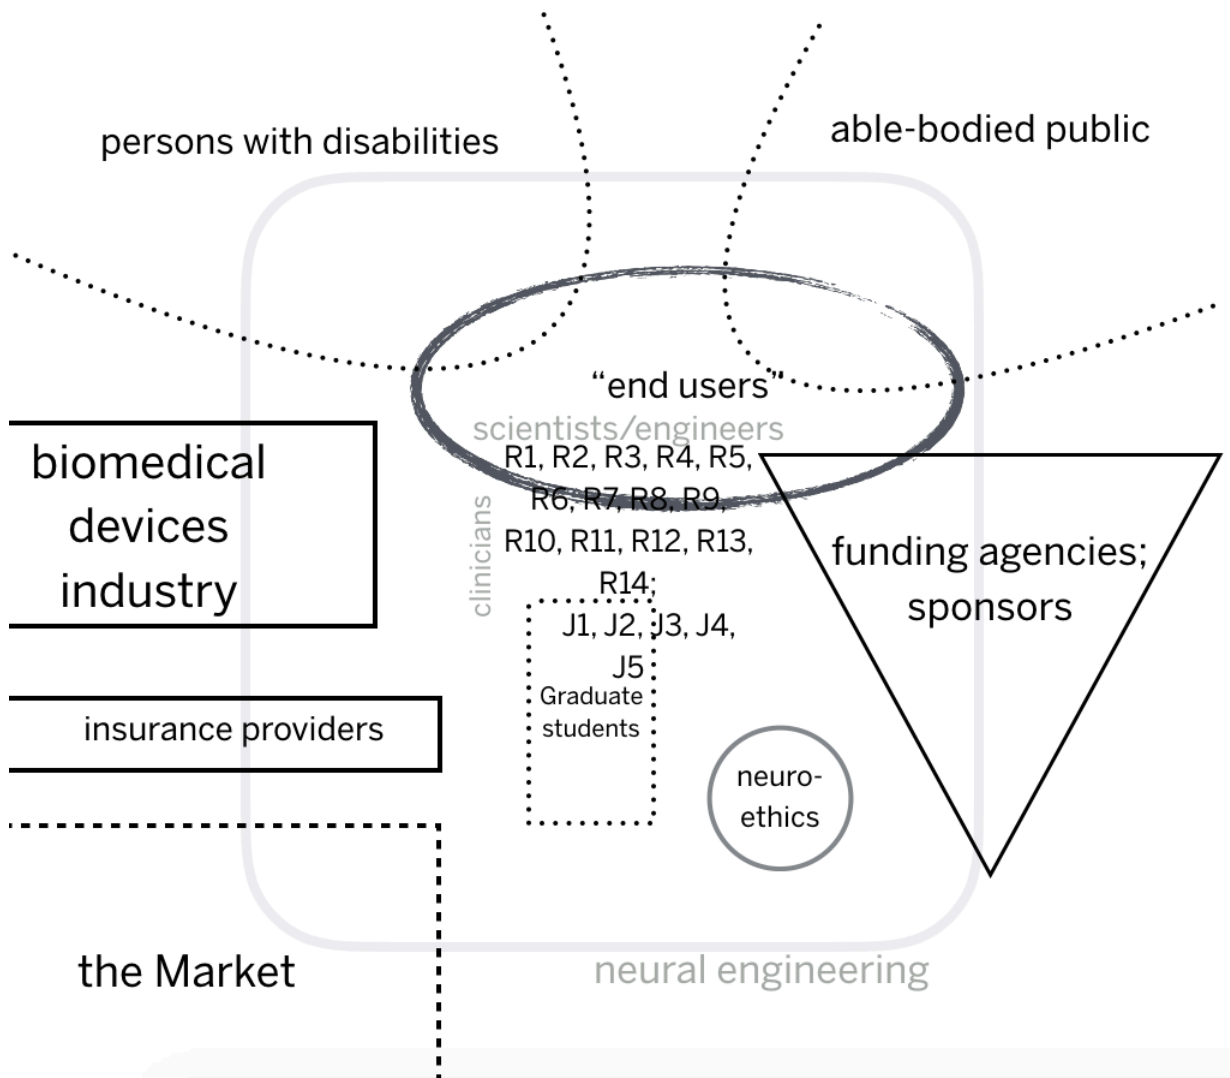 able-bodied public
persons with disabilities
“end users”
scientists/engineers
R1, R2, R3, R4, R5,
R6, R7, R8, R9,
R10, R11, R12, R13,
R14;
J1, J2, J3, J4,
J5
clinicians
Graduate
students
biomedical
devices
industry
funding agencies;
sponsors
insurance providers
neuro-
ethics
the Market
neural engineering